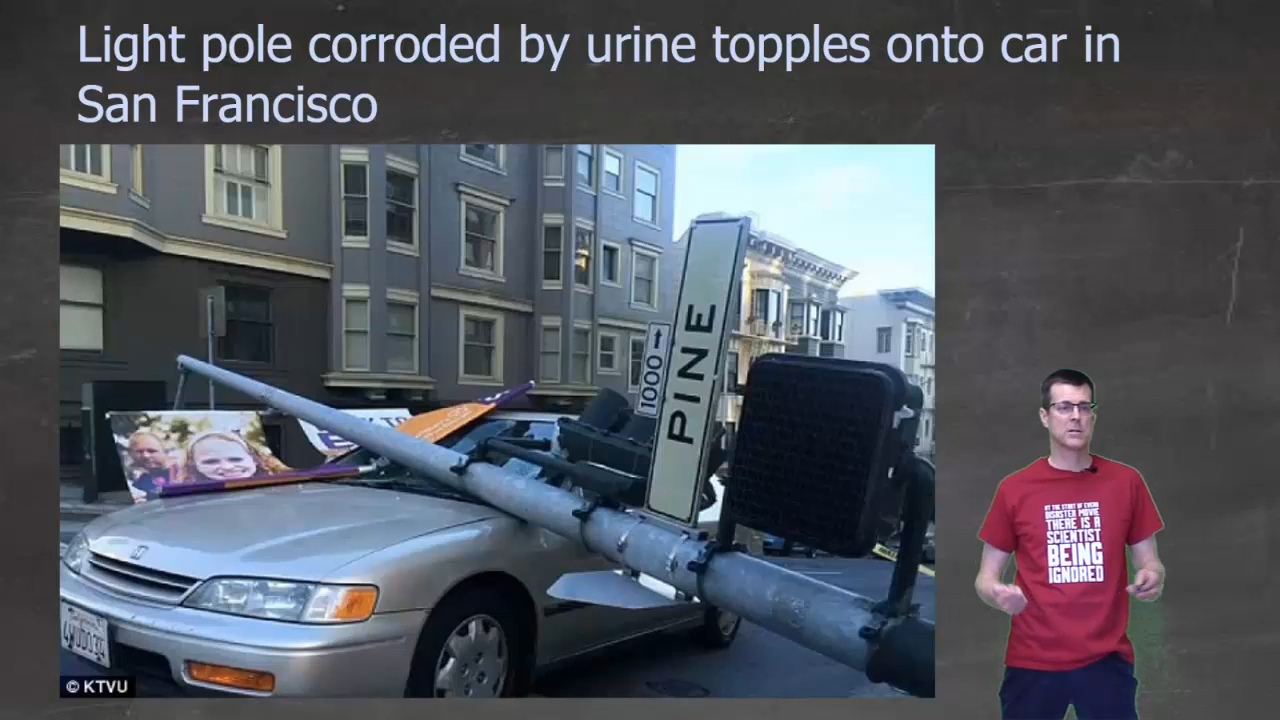 Light pole corroded by urine topples onto car in
San Francisco
1000
PINE
AT THE START OF EVERY
DISASTER MOVIE
THERE IS A
SCIENTIST
BEING
IGNORED
© KTVU